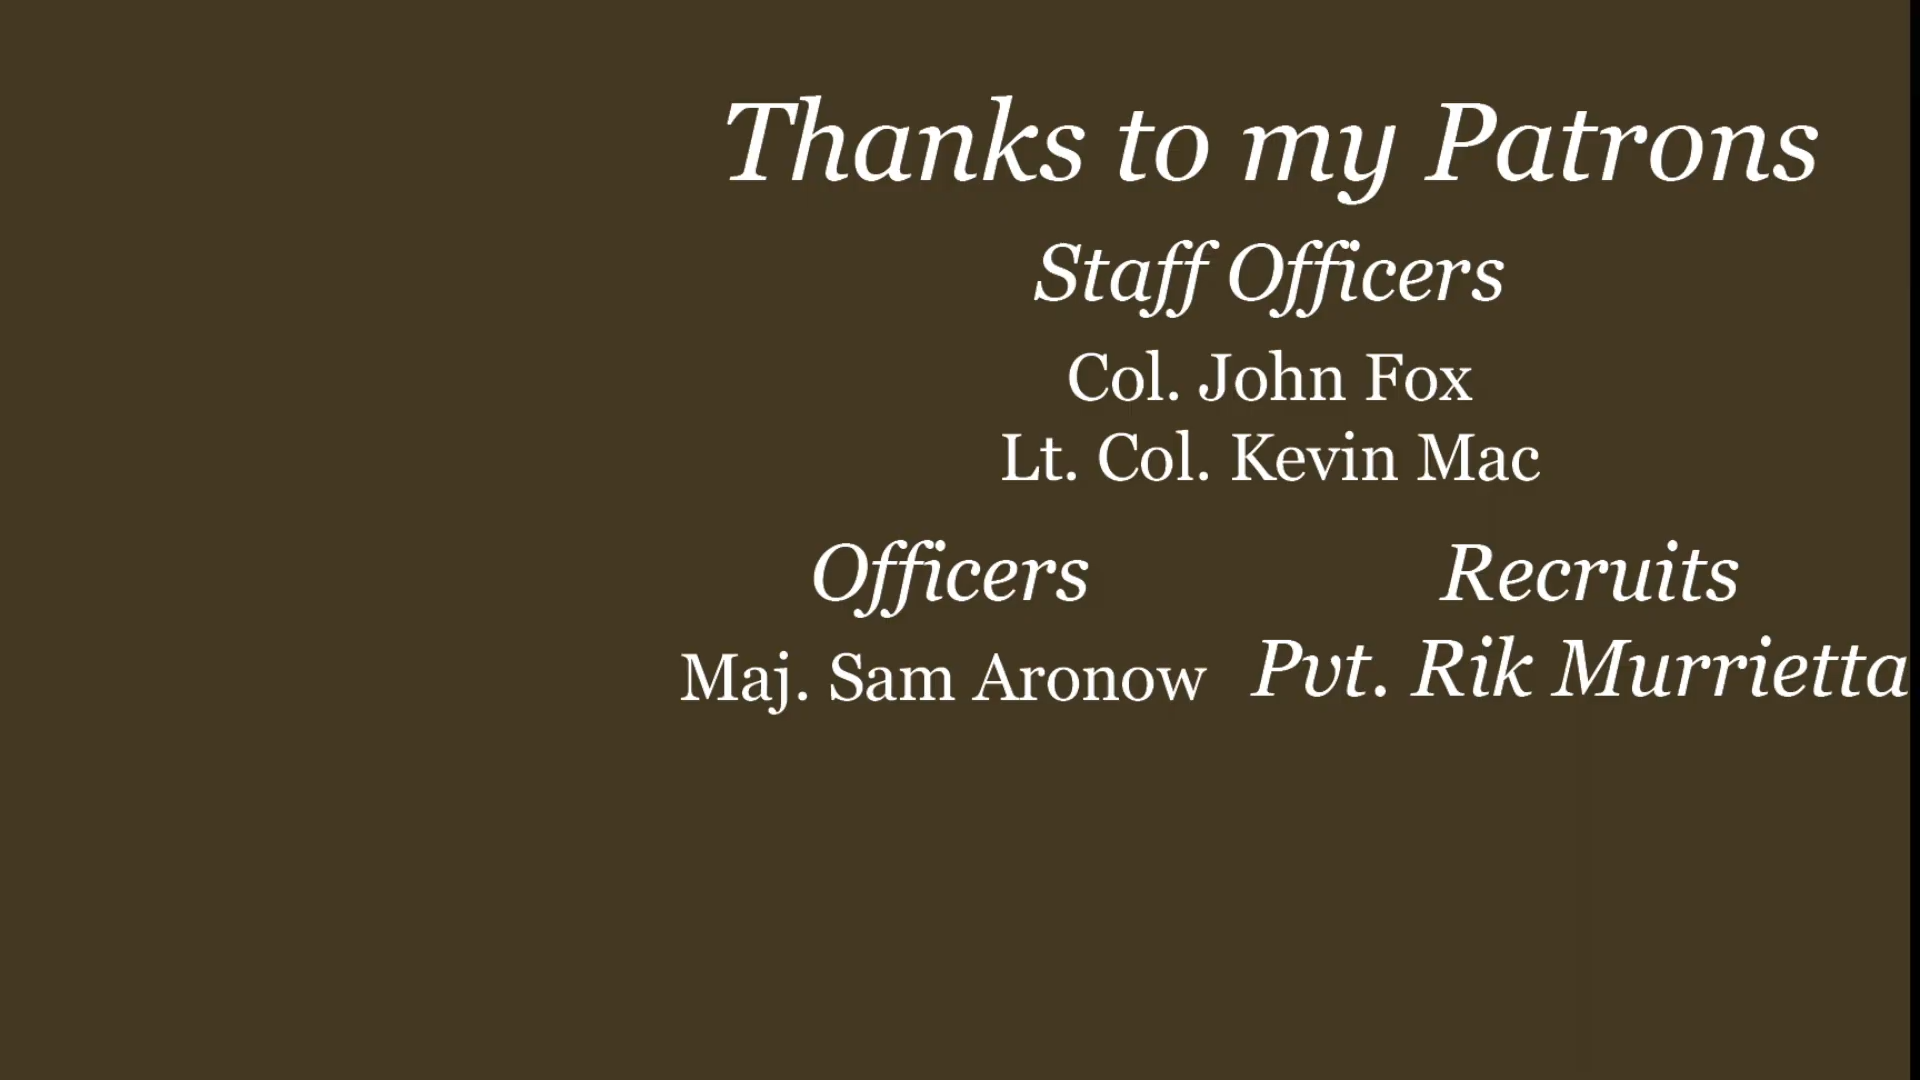 Thanks to my Patrons
Staff Officers
Col. John Fox
Lt. Col. Kevin Mac
Officers
Maj. Sam Aronow
Recruits
Pvt. Rik Murrietta